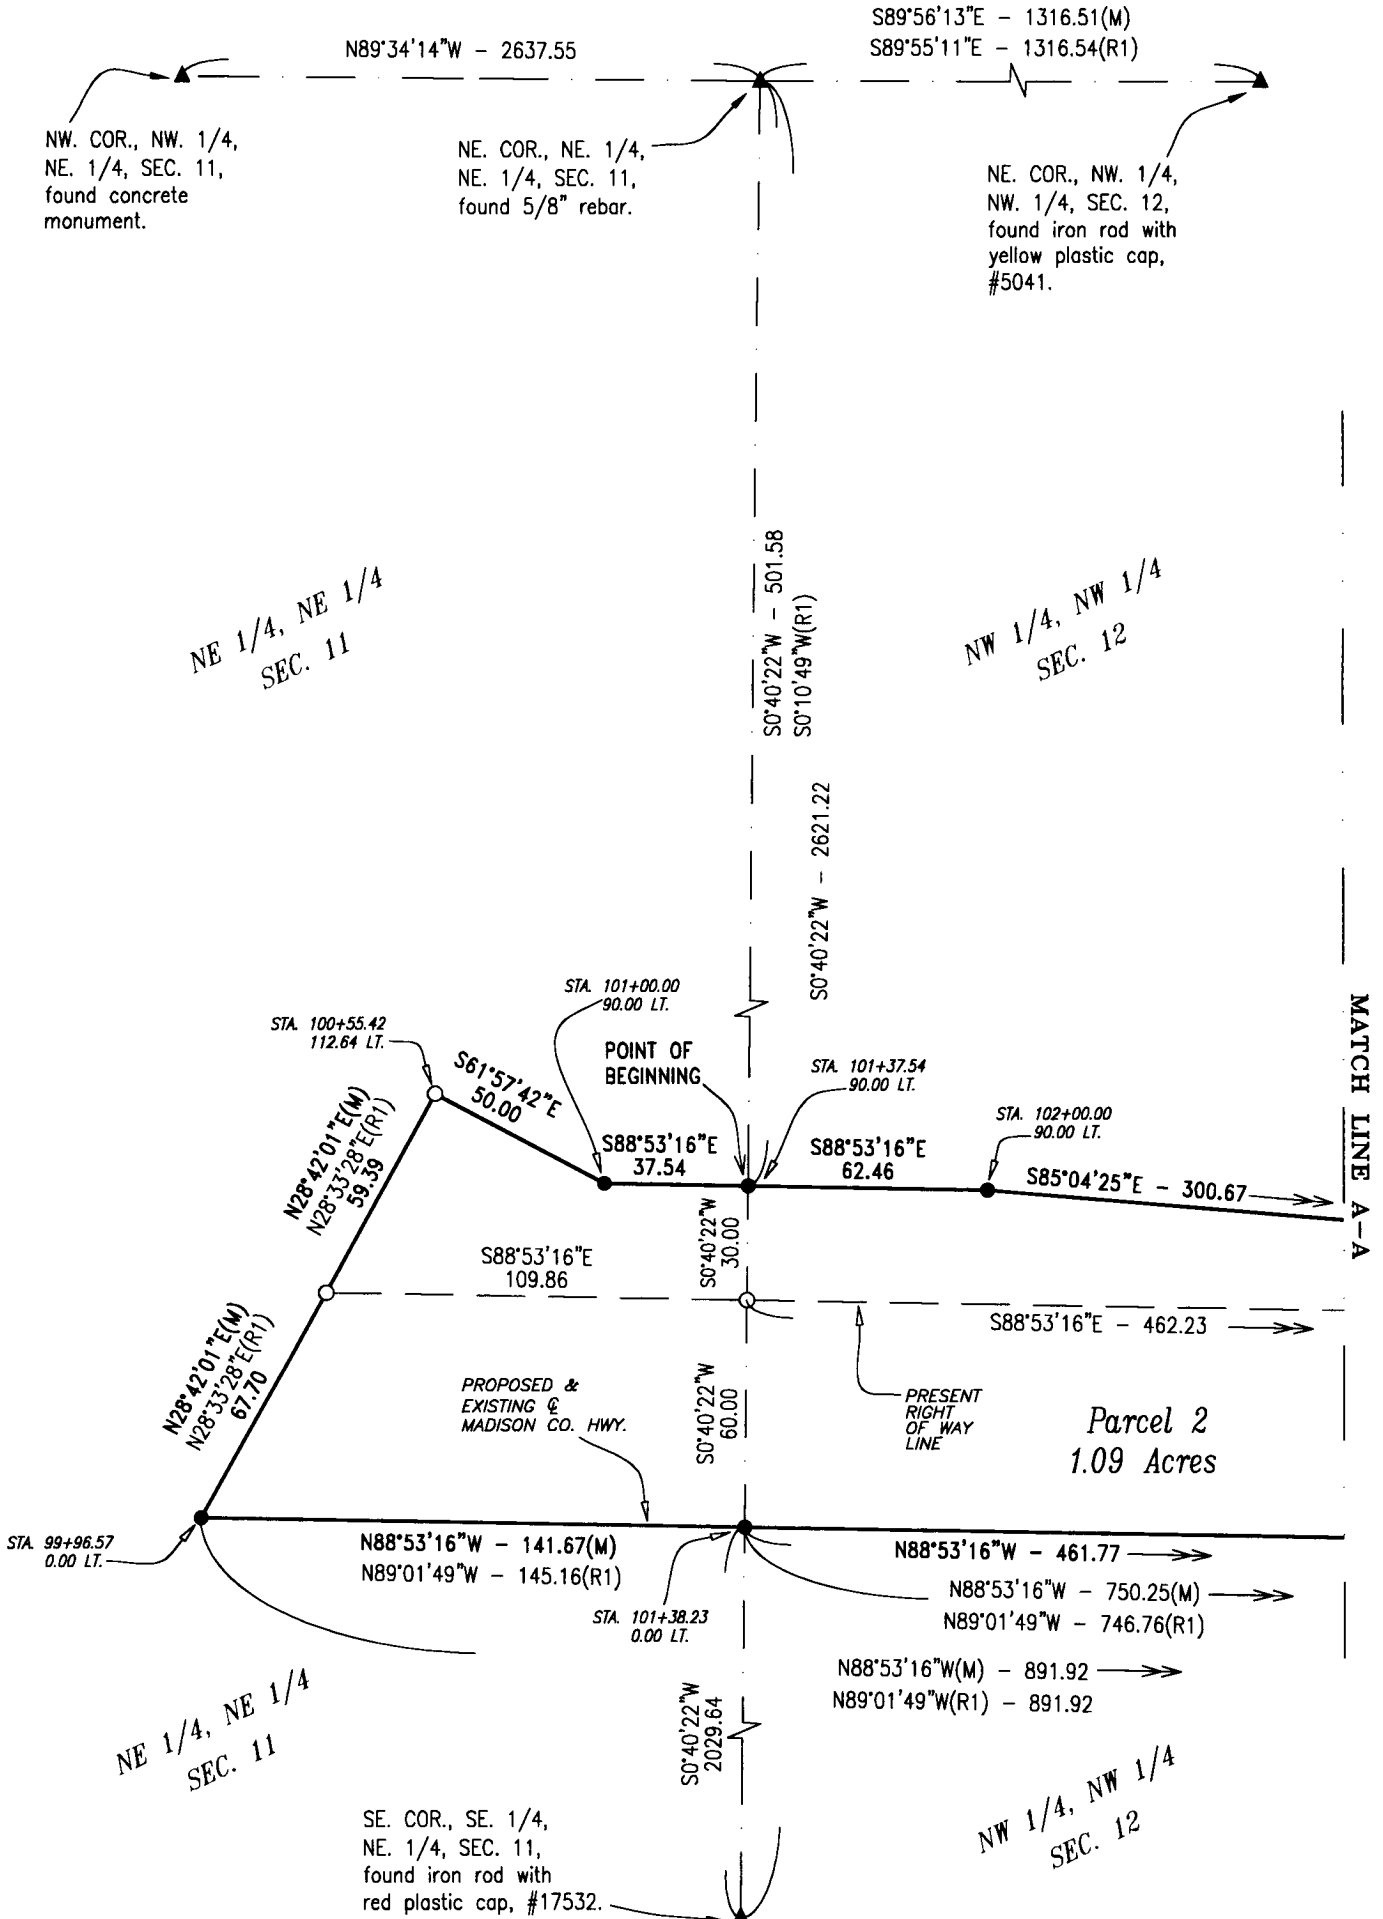 S89°56'13"E - 1316.51(M)
N89°34'14"W - 2637.55
S89°55'11"E - 1316.54(R1)
NW. COR., NW. 1/4,
NE. 1/4, SEC. 11,
found concrete
monument.
NE. COR., NE. 1/4,
NE. 1/4, SEC. 11,
found 5/8" rebar.
NE. COR., NW. 1/4,
NW. 1/4, SEC. 12,
found iron rod with
yellow plastic cap,
#5041.
S0°40'22"W - 501.58
S0°10'49"W(R1)
NE 1/4, NE 1/4
SEC. 11
NW 1/4, NW 1/4
SEC. 12
S0°40'22"W - 2621.22
MATCH LINE A-A
STA. 101+00.00
90.00 LT.
STA. 100+55.42
112.64 LT.
POINT OF
BEGINNING
STA. 101+37.54
90.00 LT.
STA. 102+00.00
90.00 LT.
S61°57'42"E
50.00
N28°42'01"E(M)
N28°33'28"E(R1)
59.39
S88°53'16"E
37.54
S88°53'16"E
62.46
S85°04'25"E - 300.67
S0°40'22"W
30.00
S88°53'16"E
109.86
S88°53'16"E - 462.23
N28°42'01"E(M)
N28°33'28"E(R1)
67.70
PROPOSED &
EXISTING ℄
MADISON CO. HWY.
S0°40'22"W
60.00
PRESENT
RIGHT
OF WAY
LINE
Parcel 2
1.09 Acres
STA. 99+96.57
0.00 LT.
N88°53'16"W - 141.67(M)
N89°01'49"W - 145.16(R1)
STA. 101+38.23
0.00 LT.
N88°53'16"W - 461.77
N88°53'16"W - 750.25(M)
N89°01'49"W - 746.76(R1)
N88°53'16"W(M) - 891.92
N89°01'49"W(R1) - 891.92
S0°40'22"W
2029.64
NE 1/4, NE 1/4
SEC. 11
NW 1/4, NW 1/4
SEC. 12
SE. COR., SE. 1/4,
NE. 1/4, SEC. 11,
found iron rod with
red plastic cap, #17532.